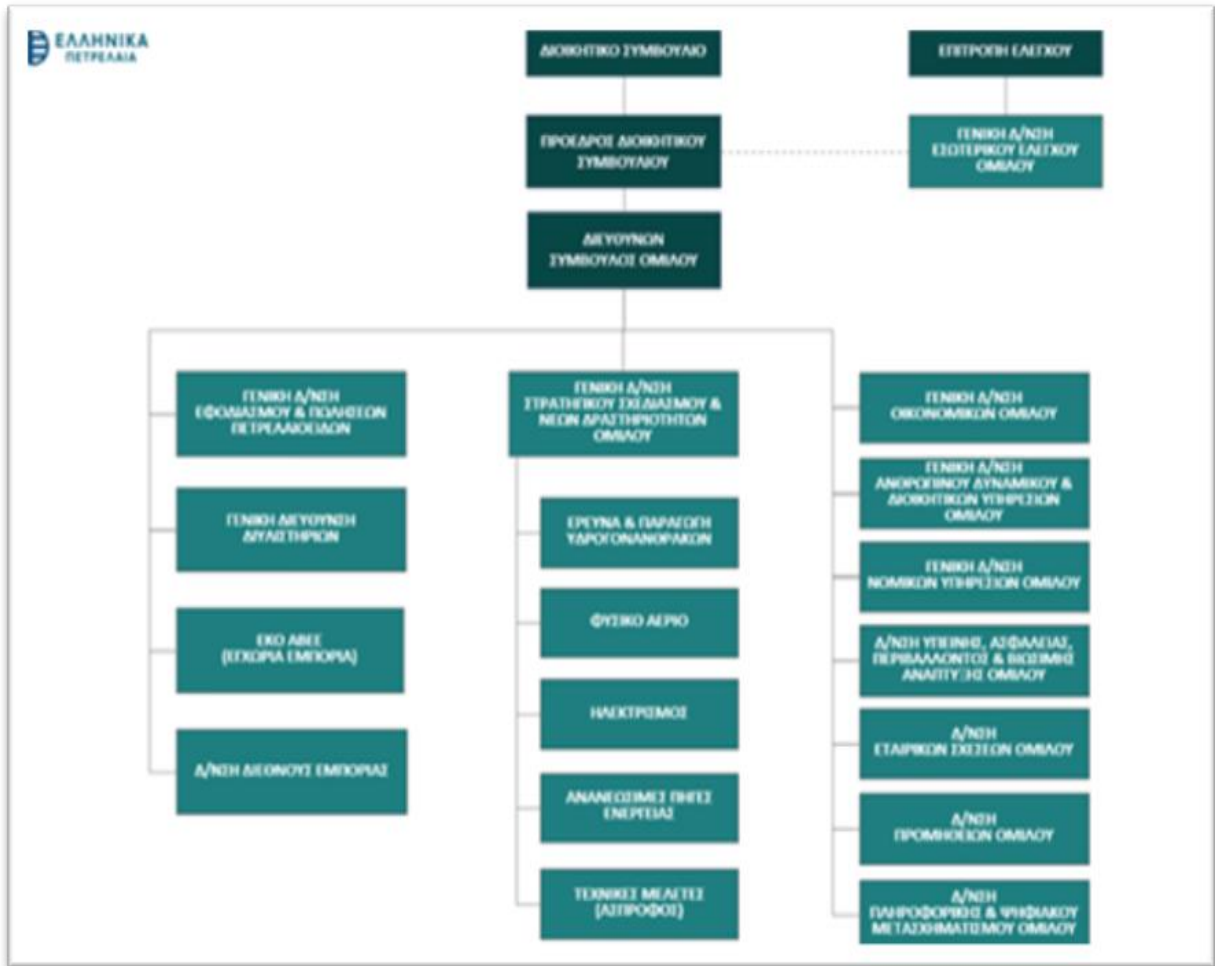 ΕΛΛΗΝΙΚΑ
ΠΕΤΡΕΛΑΙΑ
ΔΙΟΙΚΗΤΙΚΟ ΣΥΜΒΟΥΛΙΟ
ΕΠΙΤΡΟΠΗ ΕΛΕΓΧΟΥ
ΠΡΟΕΔΡΟΣ ΔΙΟΙΚΗΤΙΚΟΥ
ΣΥΜΒΟΥΛΙΟΥ
ΓΕΝΙΚΗ Δ/ΝΣΗ
ΕΣΩΤΕΡΙΚΟΥ ΕΛΕΓΧΟΥ
ΟΜΙΛΟΥ
ΔΙΕΥΘΥΝΩΝ
ΣΥΜΒΟΥΛΟΣ ΟΜΙΛΟΥ
ΓΕΝΙΚΗ Δ/ΝΣΗ
ΕΦΟΔΙΑΣΜΟΥ & ΠΩΛΗΣΕΩΝ
ΠΕΤΡΕΛΑΙΟΕΙΔΩΝ
ΓΕΝΙΚΗ ΔΙΕΥΘΥΝΣΗ
ΔΙΥΛΙΣΤΗΡΙΩΝ
ΕΚΟ ΑΒΕΕ
(ΕΓΧΩΡΙΑ ΕΜΠΟΡΙΑ)
Δ/ΝΣΗ ΔΙΕΘΝΟΥΣ ΕΜΠΟΡΙΑΣ
ΓΕΝΙΚΗ Δ/ΝΣΗ
ΣΤΡΑΤΗΓΙΚΟΥ ΣΧΕΔΙΑΣΜΟΥ &
ΝΕΩΝ ΔΡΑΣΤΗΡΙΟΤΗΤΩΝ
ΟΜΙΛΟΥ
ΕΡΕΥΝΑ & ΠΑΡΑΓΩΓΗ
ΥΔΡΟΓΟΝΑΝΘΡΑΚΩΝ
ΦΥΣΙΚΟ ΑΕΡΙΟ
ΗΛΕΚΤΡΙΣΜΟΣ
ΑΝΑΝΕΩΣΙΜΕΣ ΠΗΓΕΣ
ΕΝΕΡΓΕΙΑΣ
ΤΕΧΝΙΚΕΣ ΜΕΛΕΤΕΣ
(ΑΣΠΡΟΦΟΣ)
ΓΕΝΙΚΗ Δ/ΝΣΗ
ΟΙΚΟΝΟΜΙΚΩΝ ΟΜΙΛΟΥ
ΓΕΝΙΚΗ Δ/ΝΣΗ
ΑΝΘΡΩΠΙΝΟΥ ΔΥΝΑΜΙΚΟΥ &
ΔΙΟΙΚΗΤΙΚΩΝ ΥΠΗΡΕΣΙΩΝ
ΟΜΙΛΟΥ
ΓΕΝΙΚΗ Δ/ΝΣΗ
ΝΟΜΙΚΩΝ ΥΠΗΡΕΣΙΩΝ ΟΜΙΛΟΥ
Δ/ΝΣΗ ΥΓΙΕΙΝΗΣ, ΑΣΦΑΛΕΙΑΣ,
ΠΕΡΙΒΑΛΛΟΝΤΟΣ & ΒΙΩΣΙΜΗΣ
ΑΝΑΠΤΥΞΗΣ ΟΜΙΛΟΥ
Δ/ΝΣΗ
ΕΤΑΙΡΙΚΩΝ ΣΧΕΣΕΩΝ ΟΜΙΛΟΥ
Δ/ΝΣΗ
ΠΡΟΜΗΘΕΙΩΝ ΟΜΙΛΟΥ
Δ/ΝΣΗ
ΠΛΗΡΟΦΟΡΙΚΗΣ & ΨΗΦΙΑΚΟΥ
ΜΕΤΑΣΧΗΜΑΤΙΣΜΟΥ ΟΜΙΛΟΥ